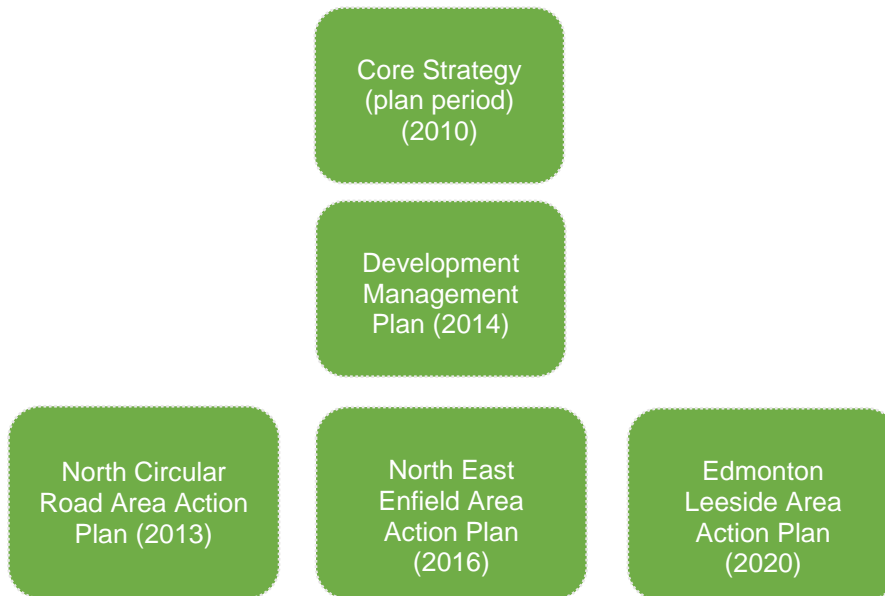 Core Strategy
(plan period)
(2010)
Development
Management
Plan (2014)
North Circular
Road Area Action
Plan (2013)
North East
Enfield Area
Action Plan
(2016)
Edmonton
Leeside Area
Action Plan
(2020)